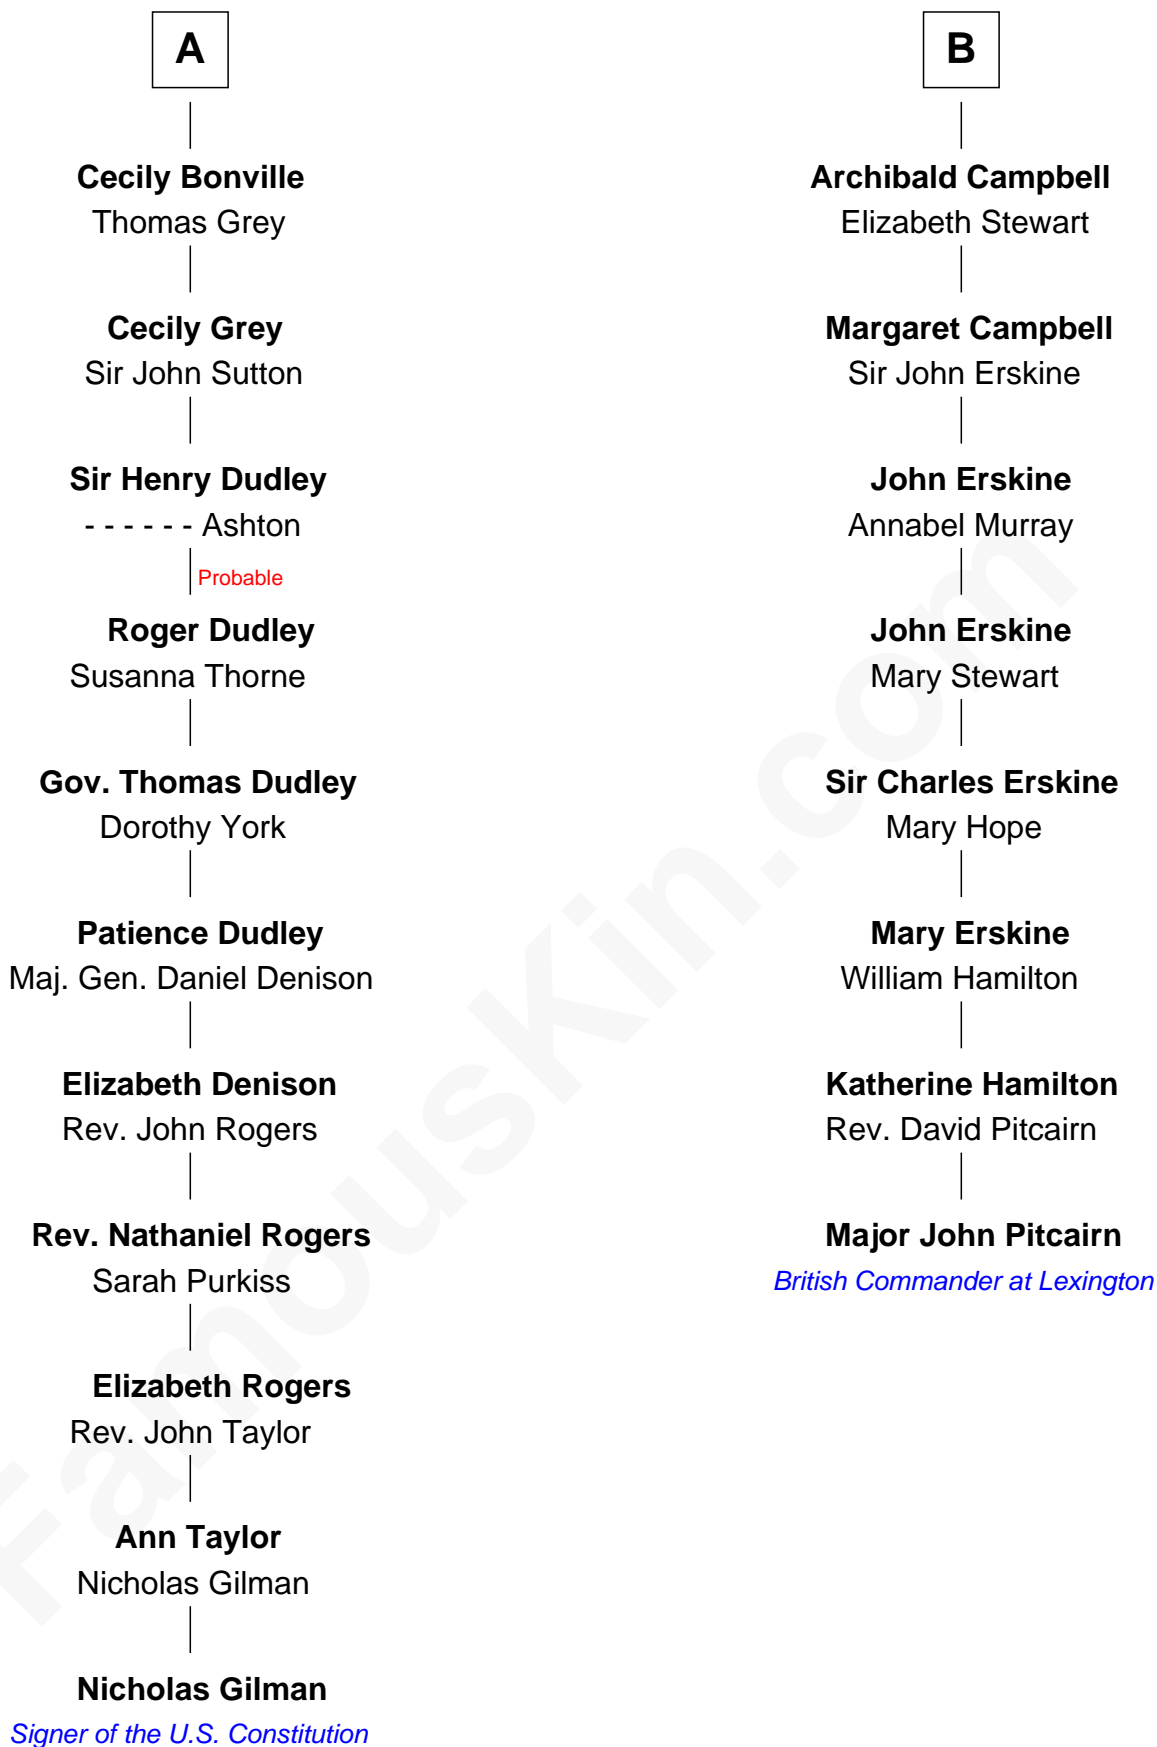 A
Cecily Bonville
Thomas Grey
Cecily Grey
Sir John Sutton
Sir Henry Dudley
- - - - - - Ashton
Probable
Roger Dudley
Susanna Thorne
Gov. Thomas Dudley
Dorothy York
Patience Dudley
Maj. Gen. Daniel Denison
Elizabeth Denison
Rev. John Rogers
Rev. Nathaniel Rogers
Sarah Purkiss
Elizabeth Rogers
Rev. John Taylor
Ann Taylor
Nicholas Gilman
Nicholas Gilman
Signer of the U.S. Constitution
B
Archibald Campbell
Elizabeth Stewart
Margaret Campbell
Sir John Erskine
John Erskine
Annabel Murray
John Erskine
Mary Stewart
Sir Charles Erskine
Mary Hope
Mary Erskine
William Hamilton
Katherine Hamilton
Rev. David Pitcairn
Major John Pitcairn
British Commander at Lexington
FamousKin.com